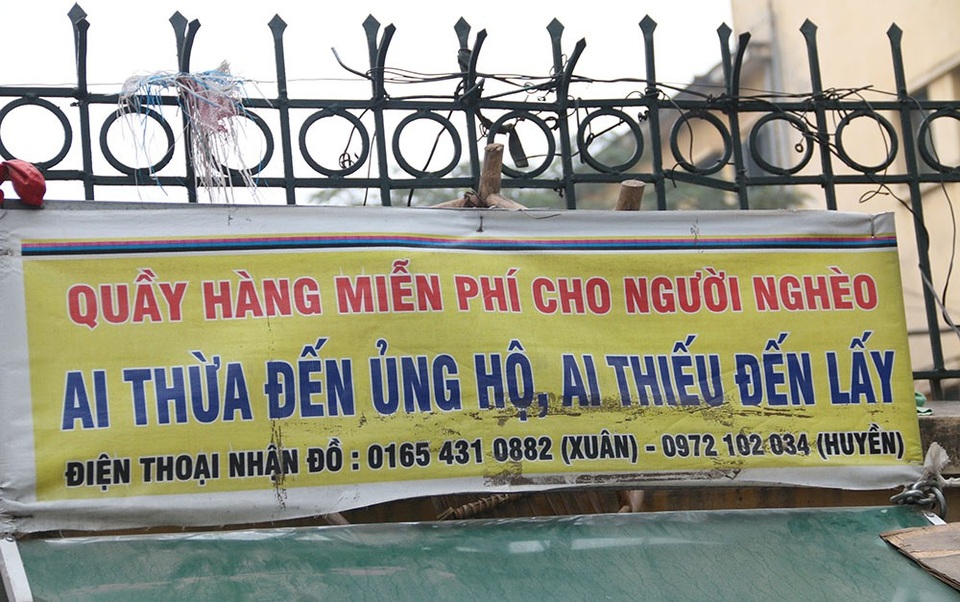 QUẦY HÀNG MIỄN PHÍ CHO NGƯỜI NGHÈO
AI THỪA ĐẾN ỦNG HỘ, AI THIẾU ĐẾN LẤY
ĐIỆN THOẠI NHẬN ĐỒ : 0165 431 0882 (XUÂN) - 0972 102 034 (HUYỀN)